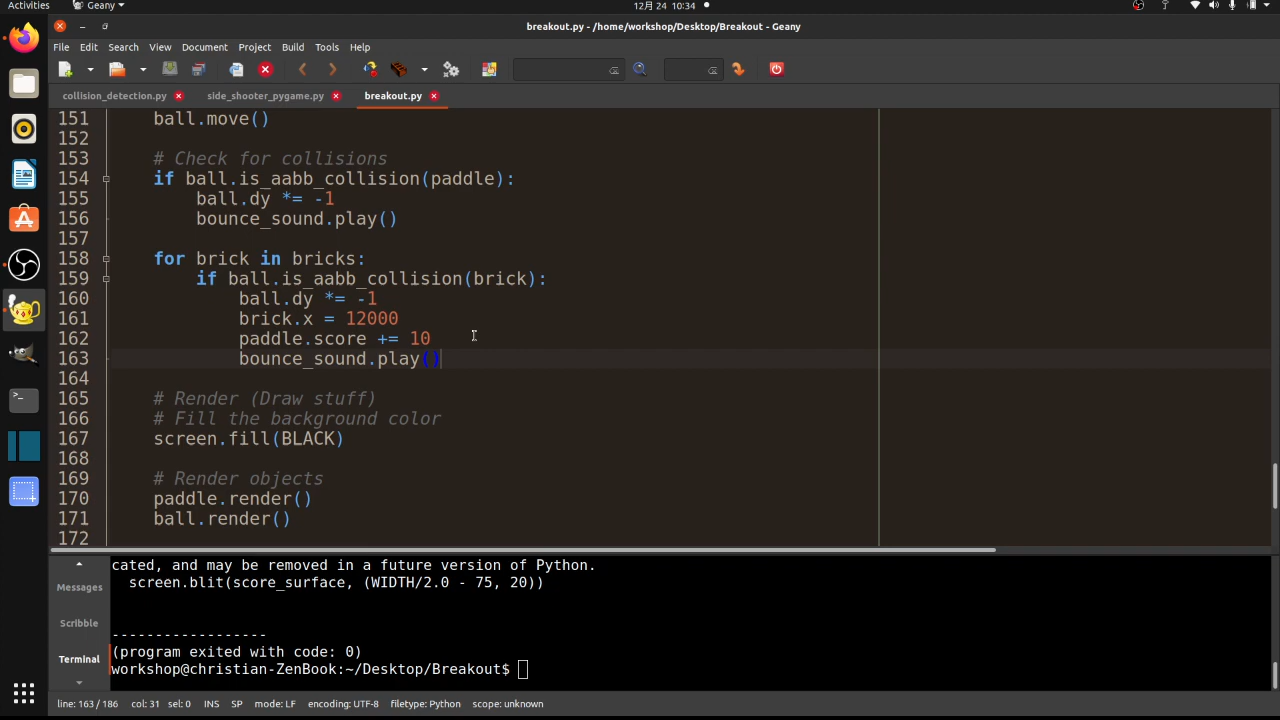 Activities Geany 12月 24 10:34
breakout.py - /home/workshop/Desktop/Breakout - Geany
File Edit Search View Document Project Build Tools Help
collision_detection.py side_shooter_pygame.py breakout.py
151 ball.move()
152
153 # Check for collisions
154 if ball.is_aabb_collision(paddle):
155 ball.dy *= -1
156 bounce_sound.play()
157
158 for brick in bricks:
159 if ball.is_aabb_collision(brick):
160 ball.dy *= -1
161 brick.x = 12000
162 paddle.score += 10
163 bounce_sound.play()
164
165 # Render (Draw stuff)
166 # Fill the background color
167 screen.fill(BLACK)
168
169 # Render objects
170 paddle.render()
171 ball.render()
172
Messages
Scribble
Terminal
cated, and may be removed in a future version of Python.
screen.blit(score_surface, (WIDTH/2.0 - 75, 20))
------------------
(program exited with code: 0)
workshop@christian-ZenBook:~/Desktop/Breakout$
line: 163 / 186 col: 31 sel: 0 INS SP mode: LF encoding: UTF-8 filetype: Python scope: unknown